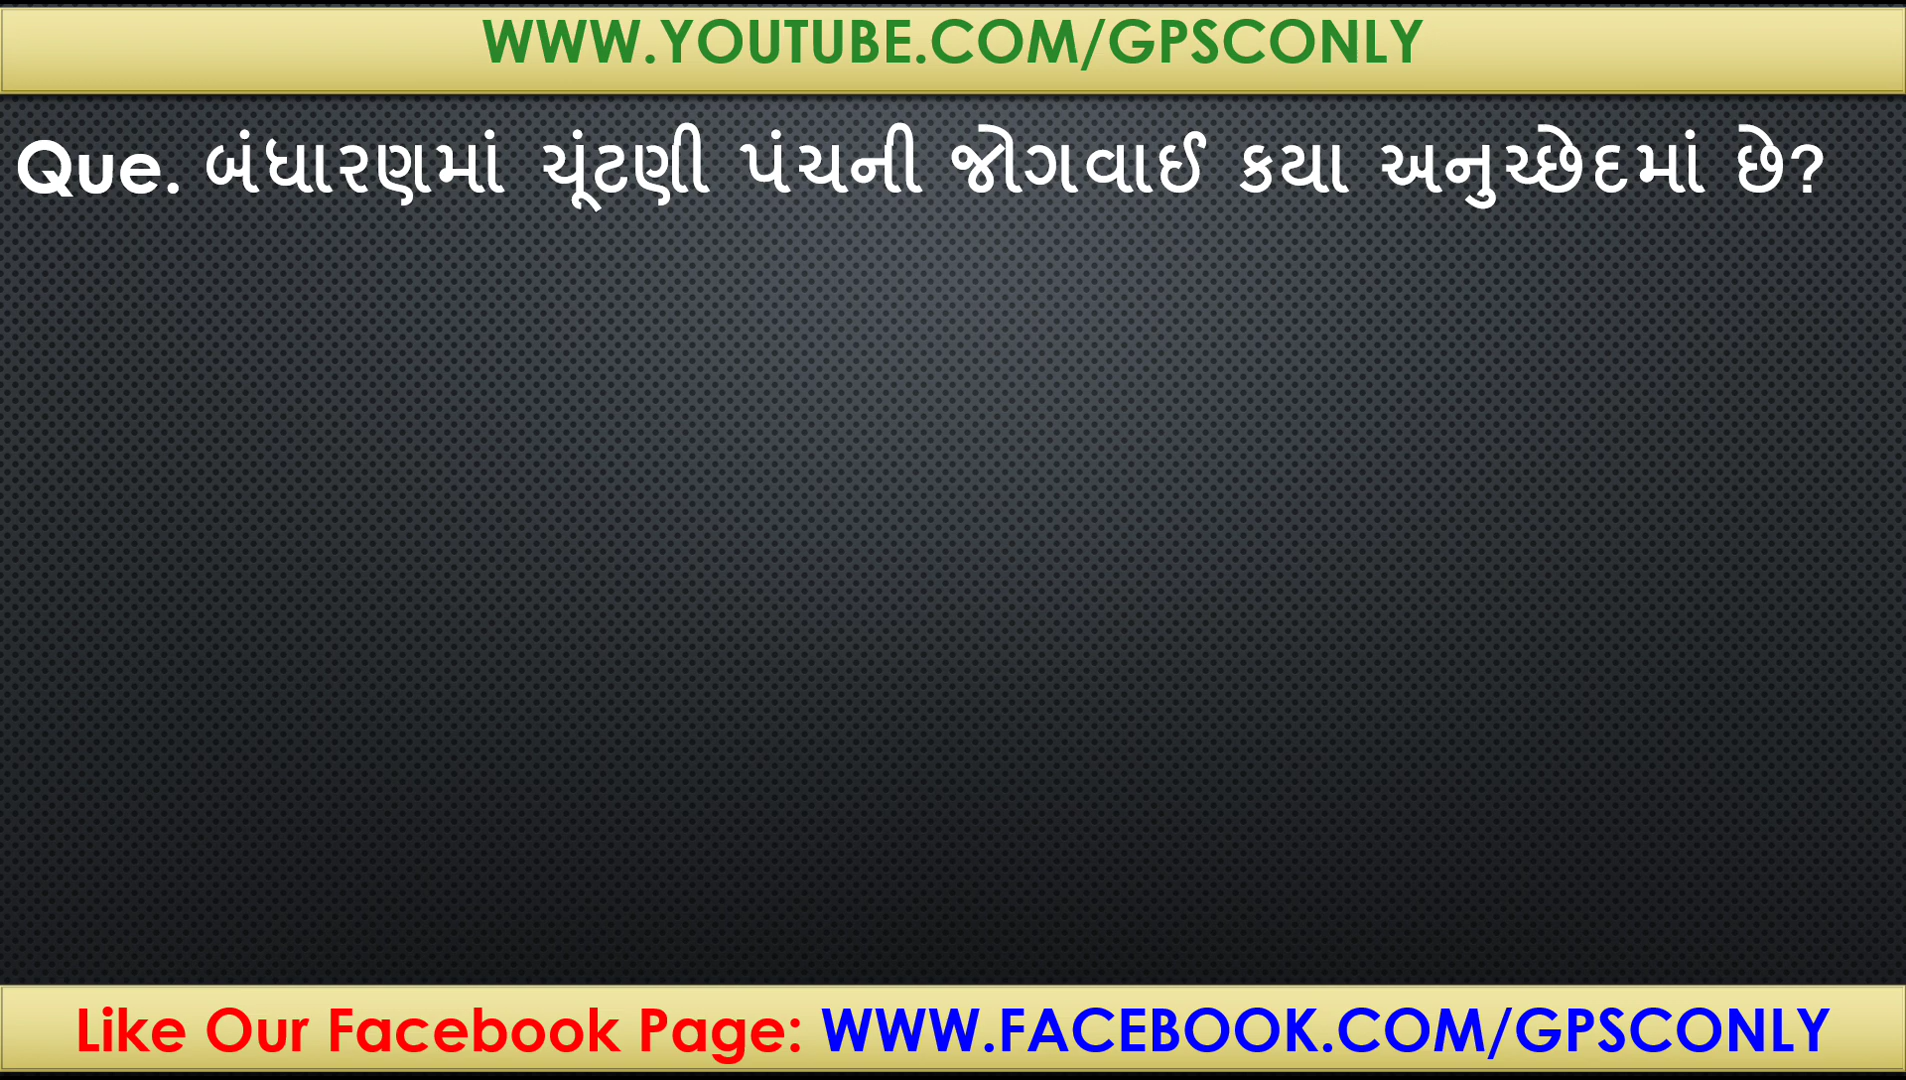 WWW.YOUTUBE.COM/GPSCONLY
Que. બંધારણમાં ચૂંટણી પંચની જોગવાઈ કયા અનુચ્છેદમાં છે?
Like Our Facebook Page: WWW.FACEBOOK.COM/GPSCONLY